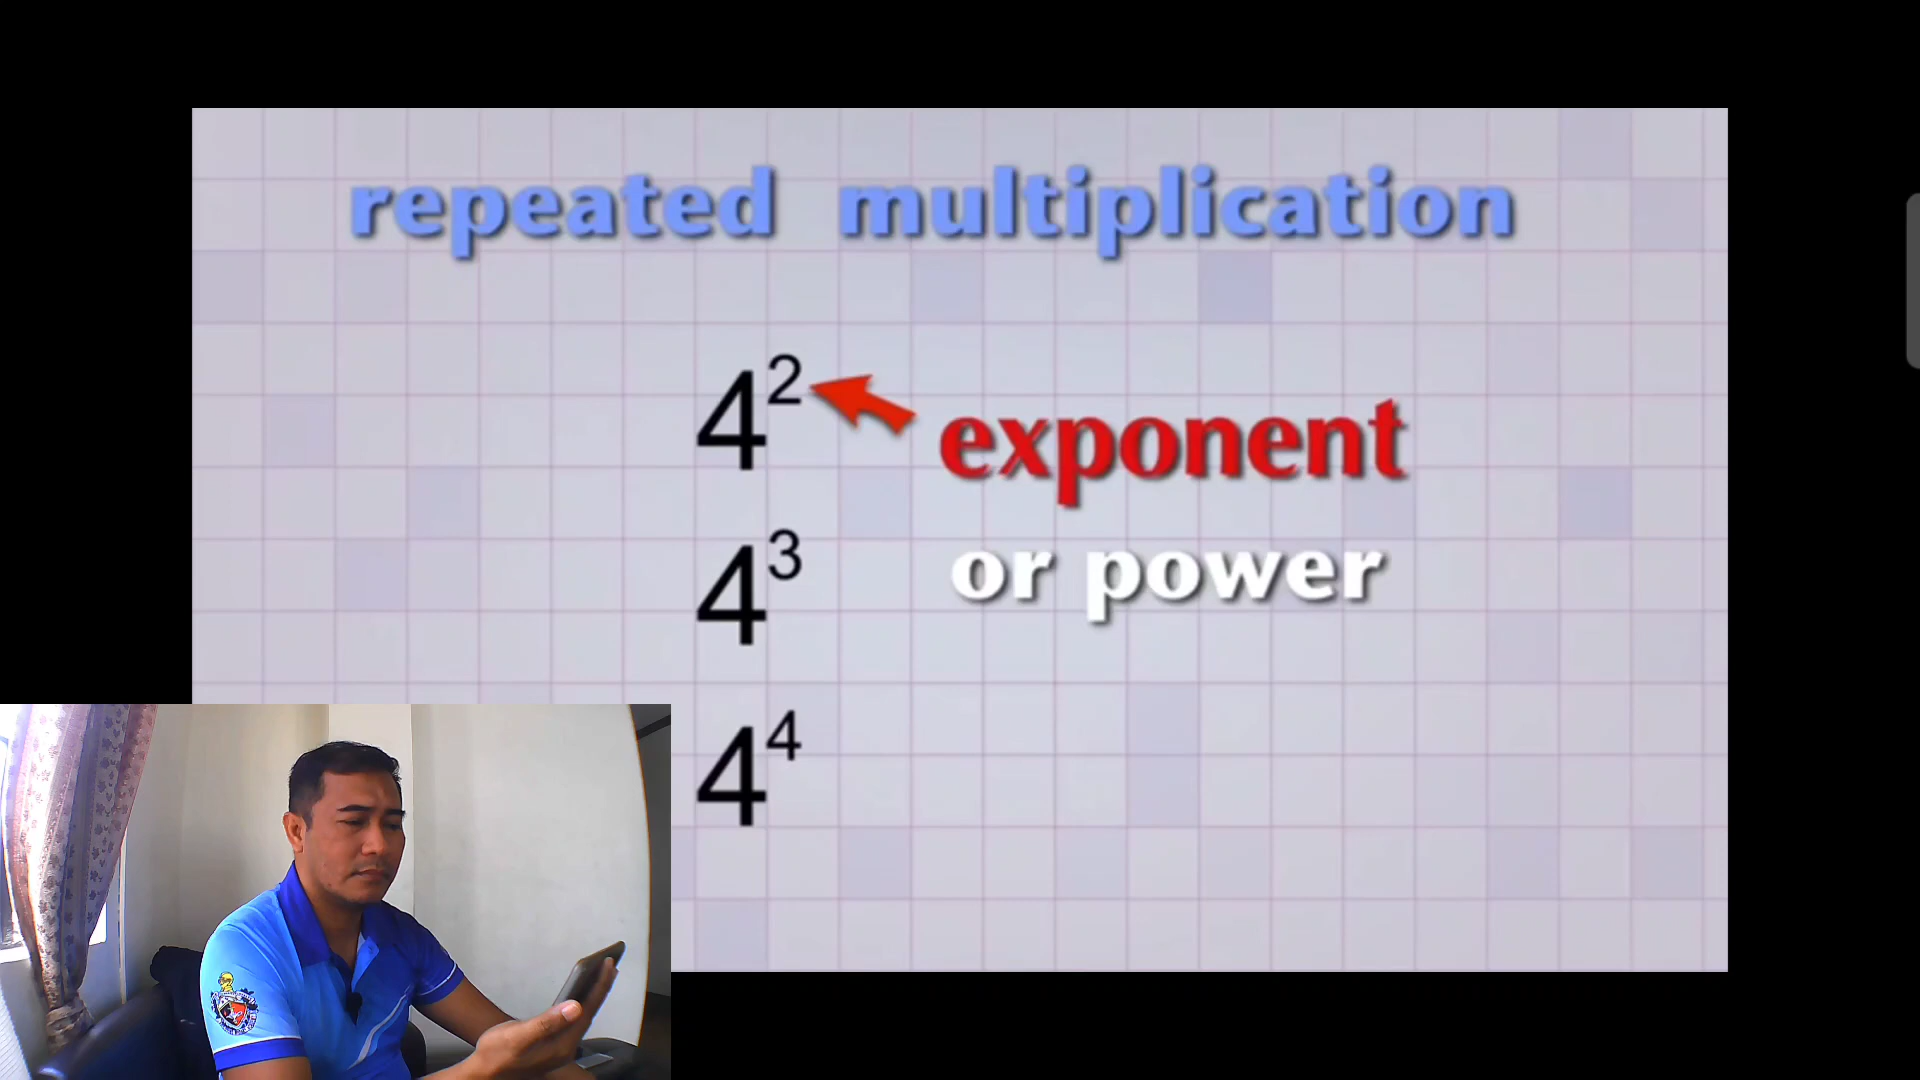 repeated multiplication
4²
exponent
4³
or power
4⁴